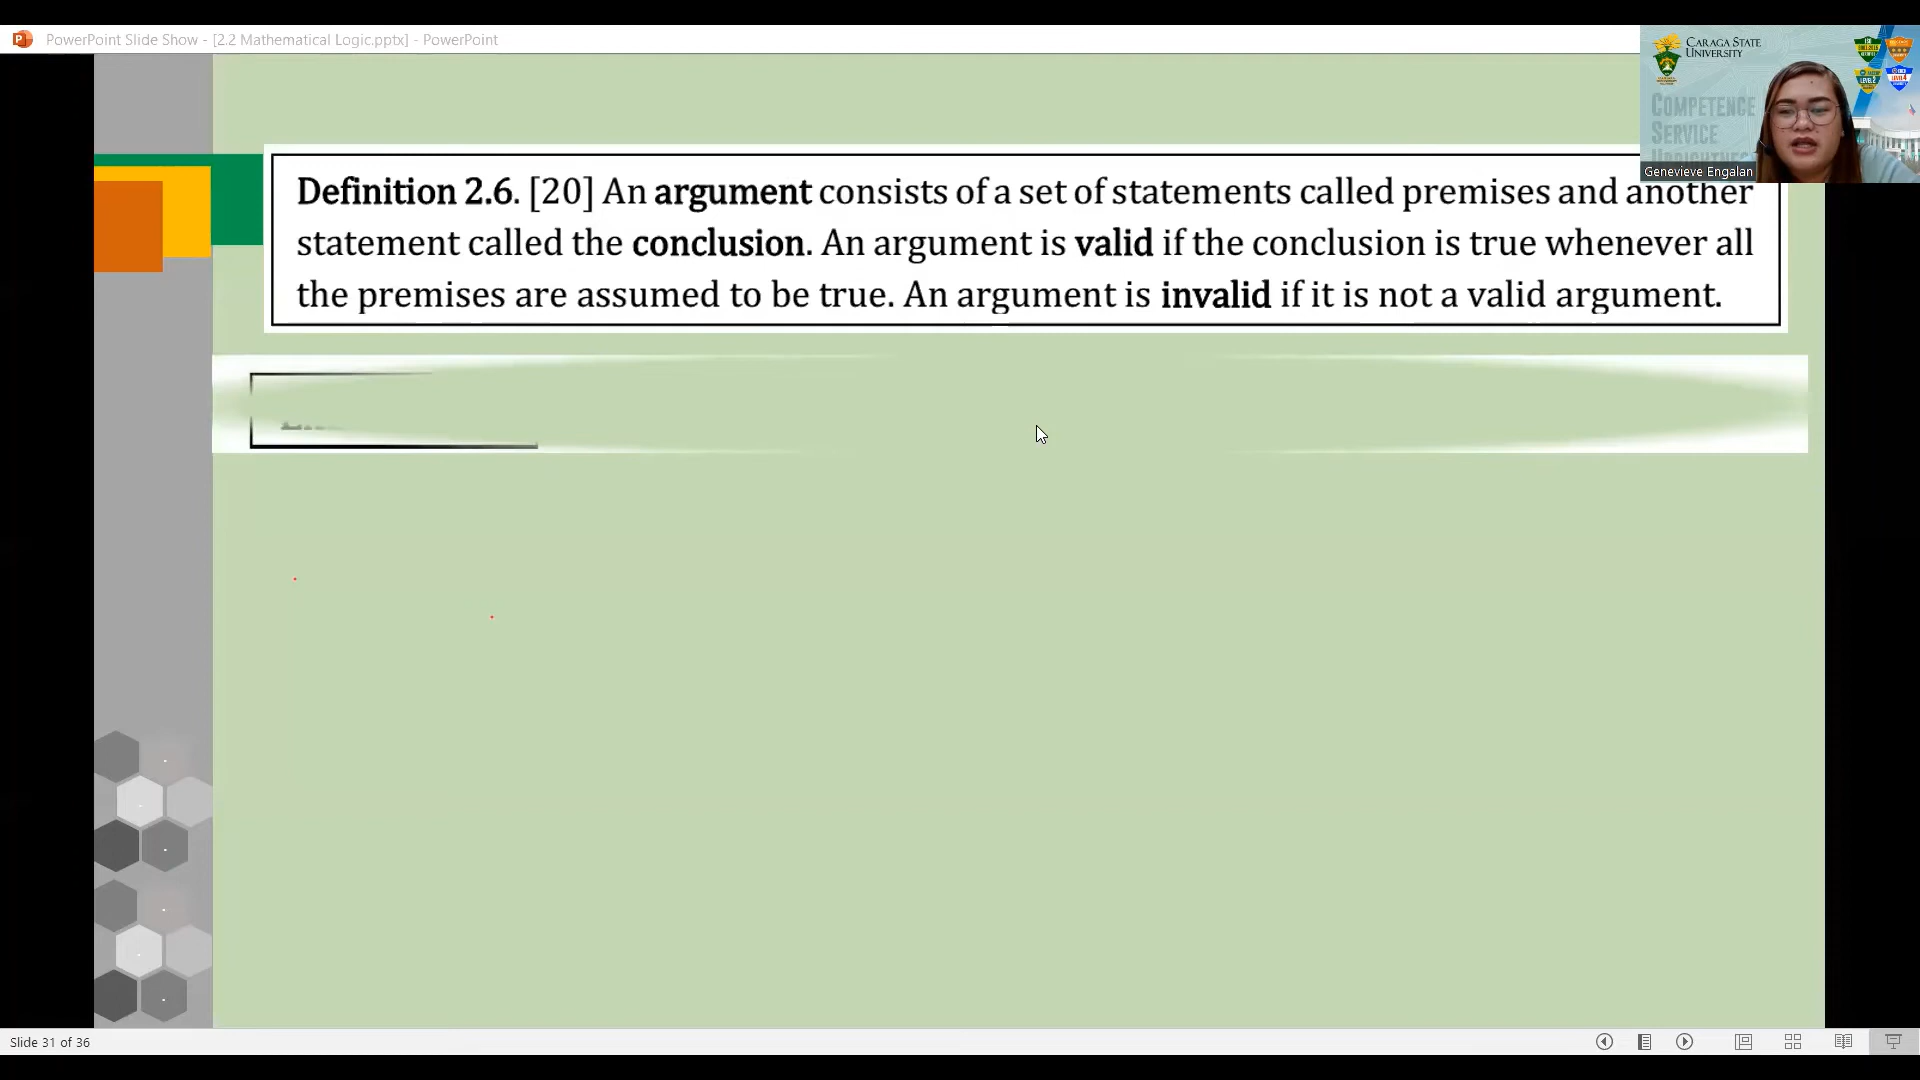 PowerPoint Slide Show - [2.2 Mathematical Logic.pptx] - PowerPoint
CARAGA STATE
UNIVERSITY
COMPETENCE
SERVICE
Genevieve Engalan
Definition 2.6. [20] An argument consists of a set of statements called premises and another
statement called the conclusion. An argument is valid if the conclusion is true whenever all
the premises are assumed to be true. An argument is invalid if it is not a valid argument.
Slide 31 of 36